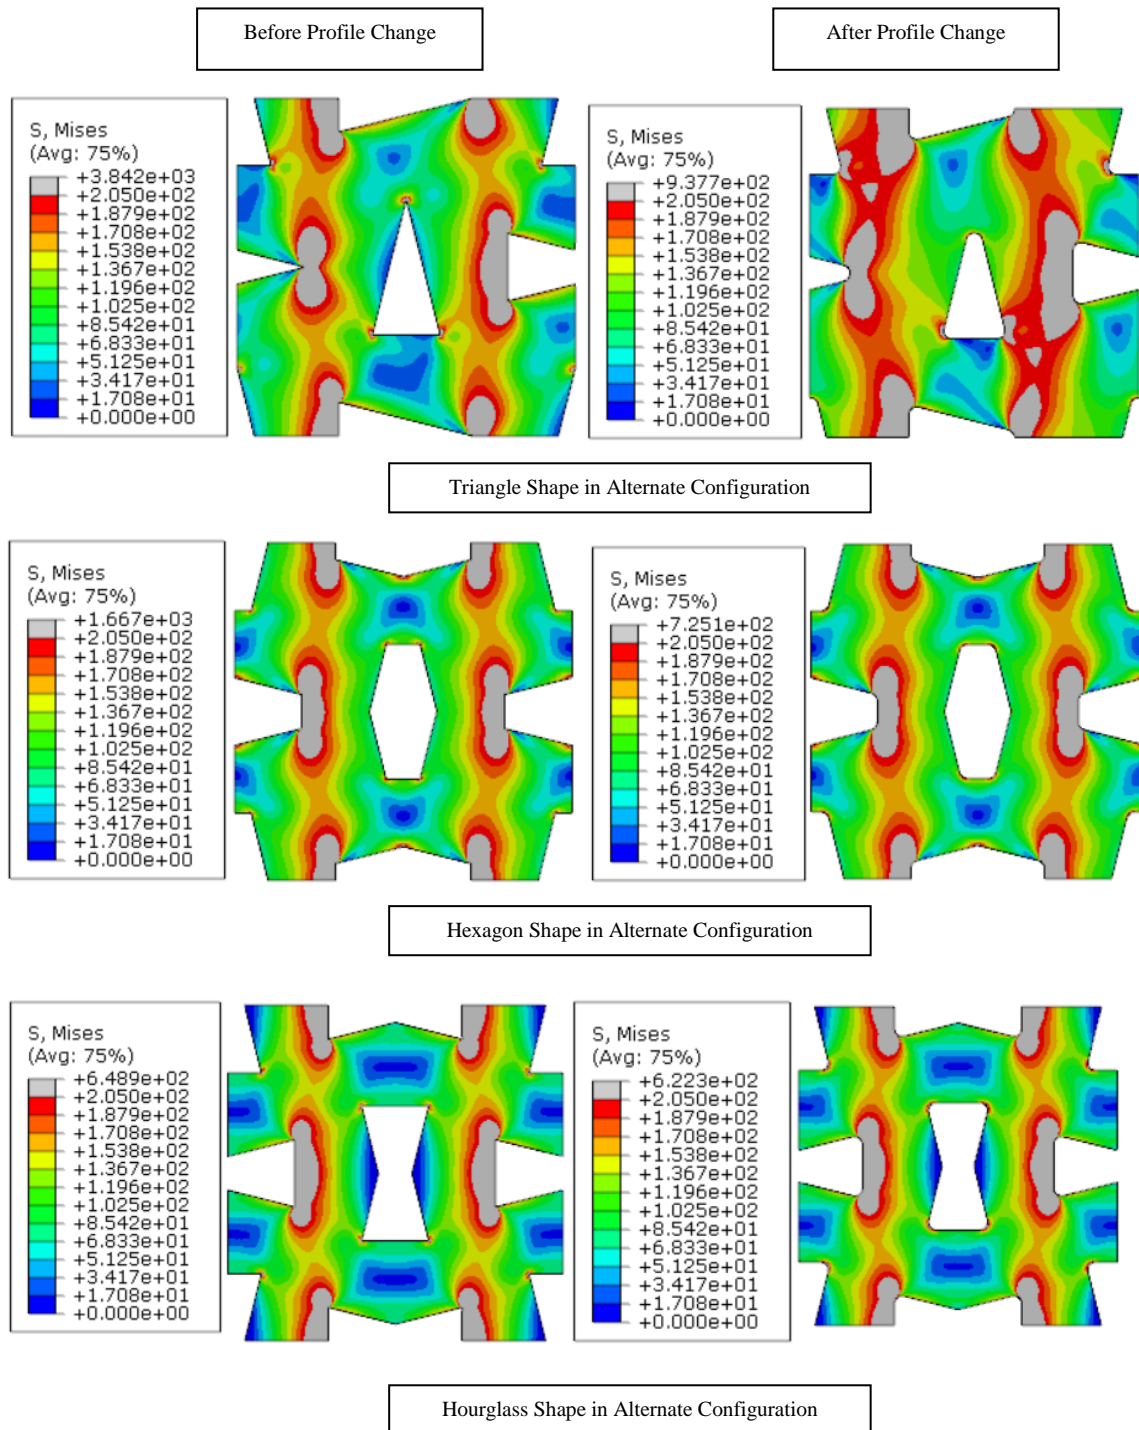 Before Profile Change
After Profile Change
S, Mises
(Avg: 75%)
+3.842e+03
+2.050e+02
+1.879e+02
+1.708e+02
+1.538e+02
+1.367e+02
+1.196e+02
+1.025e+02
+8.542e+01
+6.833e+01
+5.125e+01
+3.417e+01
+1.708e+01
+0.000e+00
S, Mises
(Avg: 75%)
+9.377e+02
+2.050e+02
+1.879e+02
+1.708e+02
+1.538e+02
+1.367e+02
+1.196e+02
+1.025e+02
+8.542e+01
+6.833e+01
+5.125e+01
+3.417e+01
+1.708e+01
+0.000e+00
Triangle Shape in Alternate Configuration
S, Mises
(Avg: 75%)
+1.667e+03
+2.050e+02
+1.879e+02
+1.708e+02
+1.538e+02
+1.367e+02
+1.196e+02
+1.025e+02
+8.542e+01
+6.833e+01
+5.125e+01
+3.417e+01
+1.708e+01
+0.000e+00
S, Mises
(Avg: 75%)
+7.251e+02
+2.050e+02
+1.879e+02
+1.708e+02
+1.538e+02
+1.367e+02
+1.196e+02
+1.025e+02
+8.542e+01
+6.833e+01
+5.125e+01
+3.417e+01
+1.708e+01
+0.000e+00
Hexagon Shape in Alternate Configuration
S, Mises
(Avg: 75%)
+6.489e+02
+2.050e+02
+1.879e+02
+1.708e+02
+1.538e+02
+1.367e+02
+1.196e+02
+1.025e+02
+8.542e+01
+6.833e+01
+5.125e+01
+3.417e+01
+1.708e+01
+0.000e+00
S, Mises
(Avg: 75%)
+6.223e+02
+2.050e+02
+1.879e+02
+1.708e+02
+1.538e+02
+1.367e+02
+1.196e+02
+1.025e+02
+8.542e+01
+6.833e+01
+5.125e+01
+3.417e+01
+1.708e+01
+0.000e+00
Hourglass Shape in Alternate Configuration